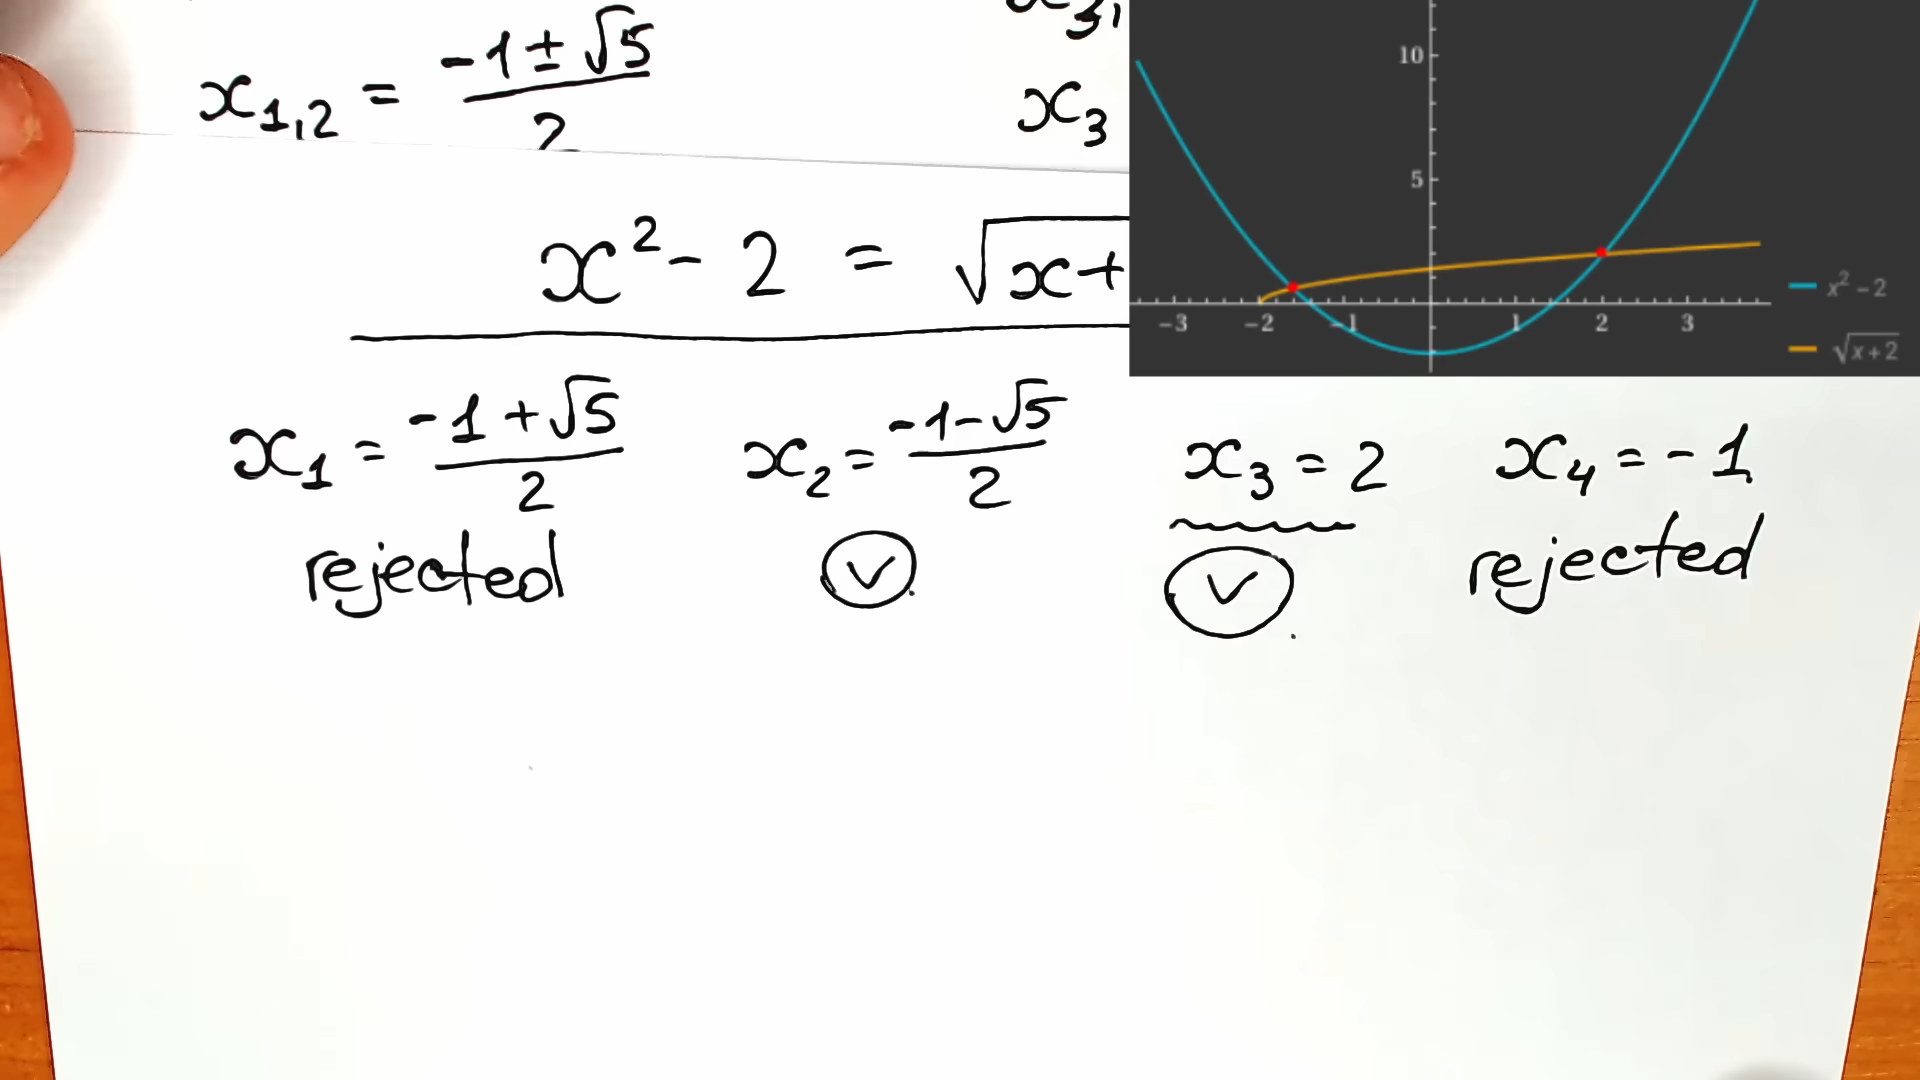 x₁,₂ = (-1 ± √5)/2
x₃
x² - 2 = √x+
x₁ = (-1 + √5)/2 x₂ = (-1 - √5)/2 x₃ = 2 x₄ = -1
rejected V V rejected
10
5
-3 -2 -1 1 2 3
x² - 2
√x+2